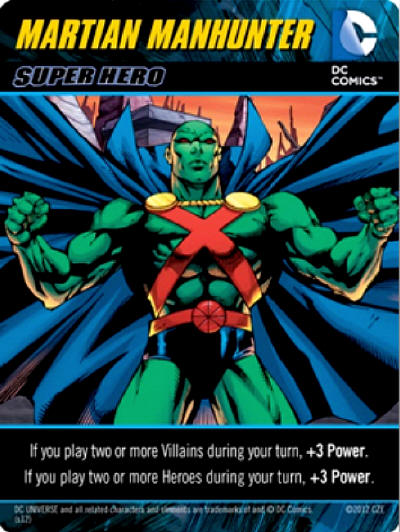 MARTIAN MANHUNTER
SUPER HERO
DC
COMICS™
If you play two or more Villains during your turn, +3 Power.
If you play two or more Heroes during your turn, +3 Power.
DC UNIVERSE and all related characters and elements are trademarks of and © DC Comics.
(s12)
©2012 CZE